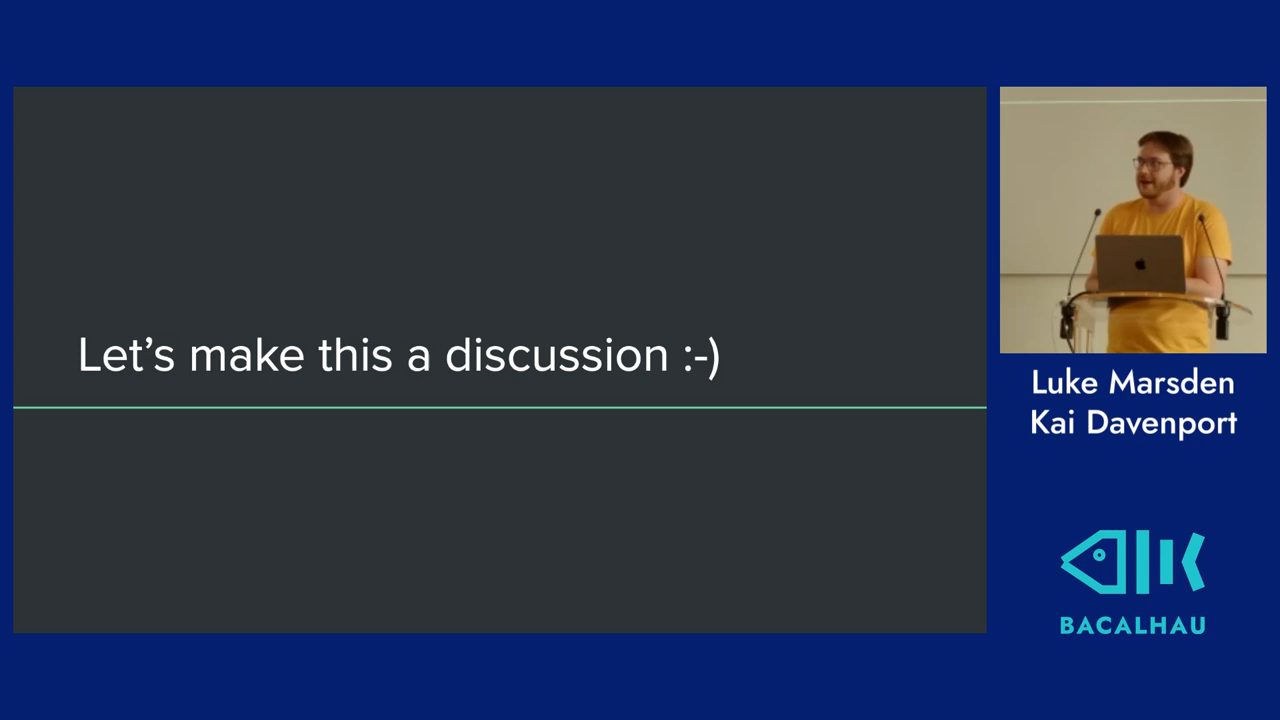 Let’s make this a discussion :-)
Luke Marsden
Kai Davenport
BACALHAU